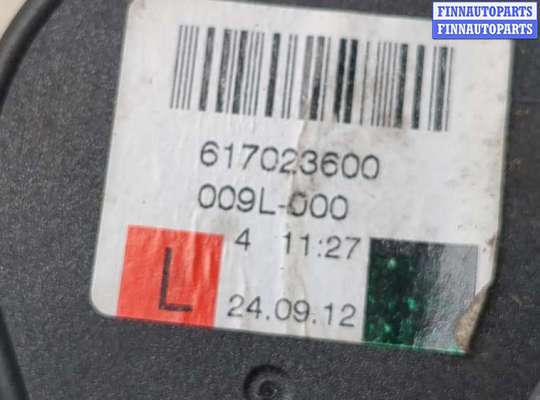 FINNAUTOPARTS
FINNAUTOPARTS
617023600
009L-000
4 11:27
L
24.09.12